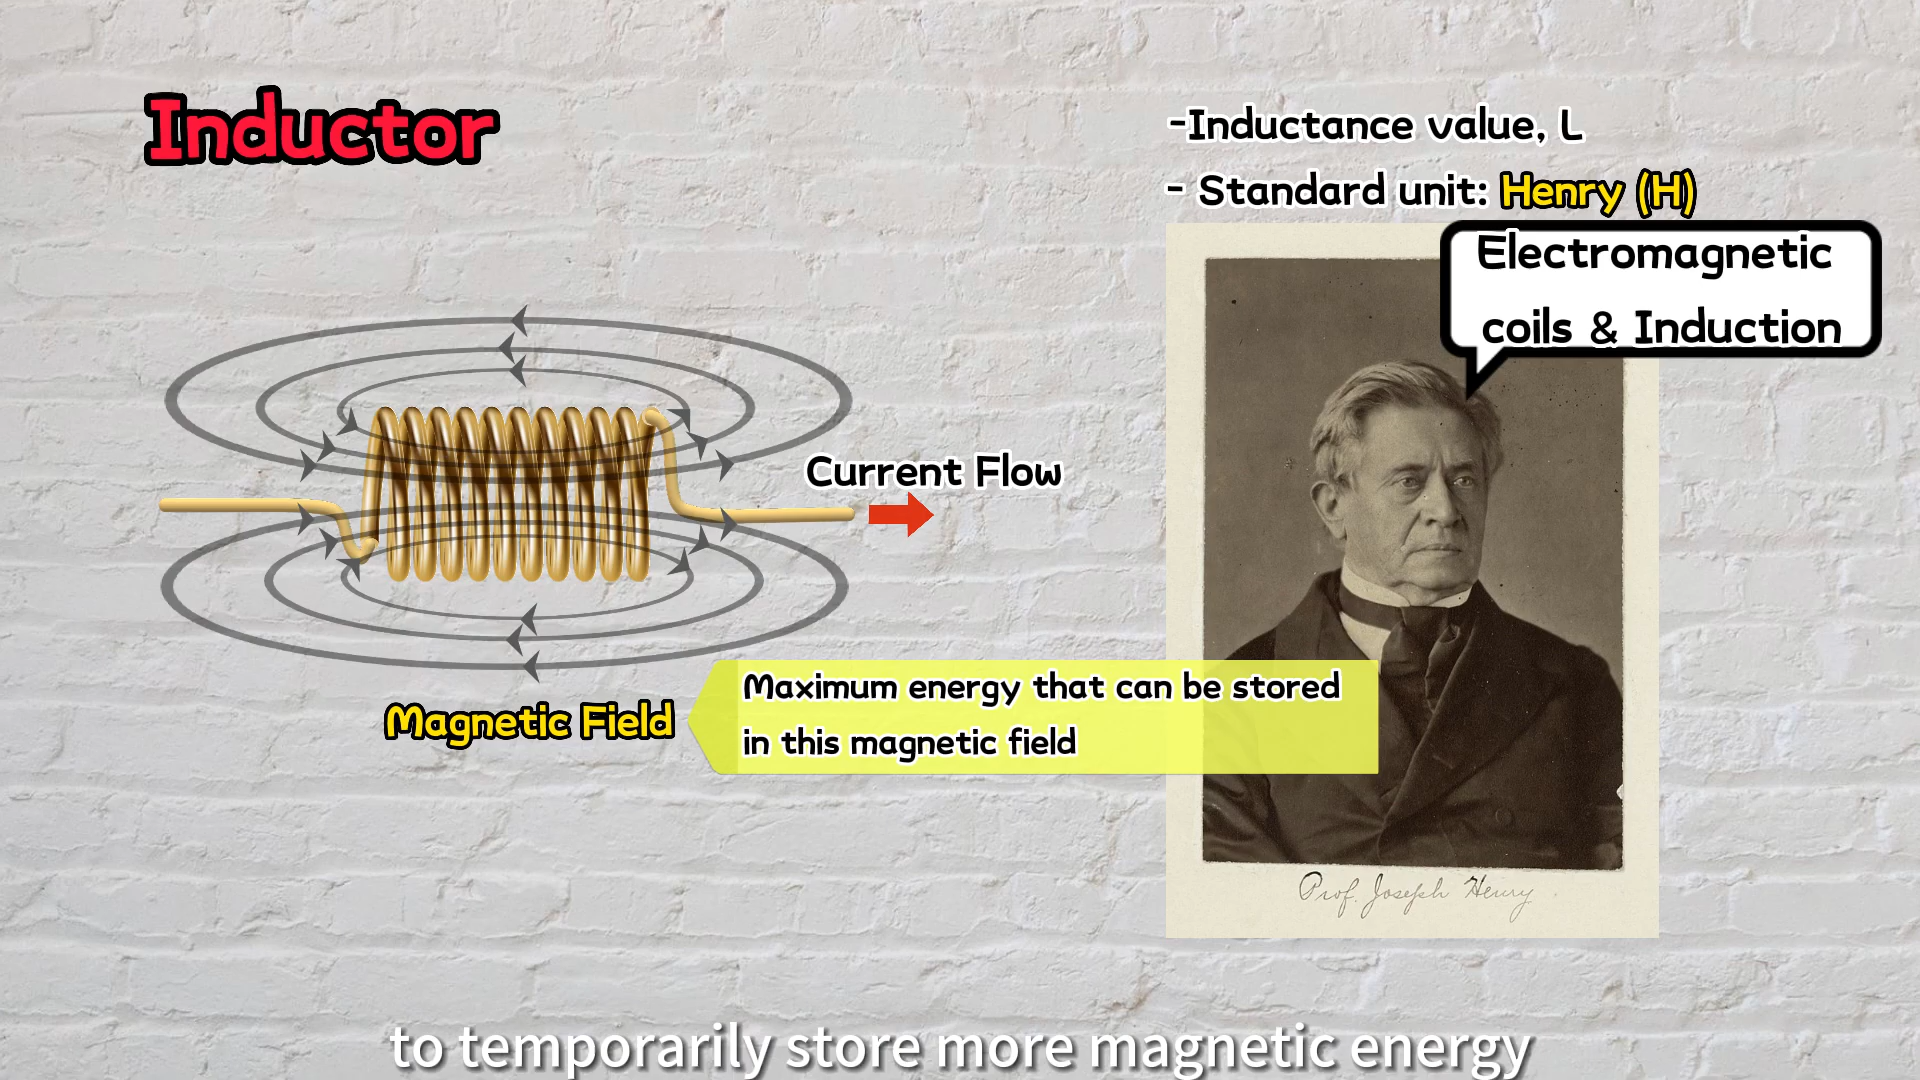 Inductor
-Inductance value, L
- Standard unit: Henry (H)
Electromagnetic
coils & Induction
Current Flow
Magnetic Field
Maximum energy that can be stored
in this magnetic field
Prof. Joseph Henry
to temporarily store more magnetic energy